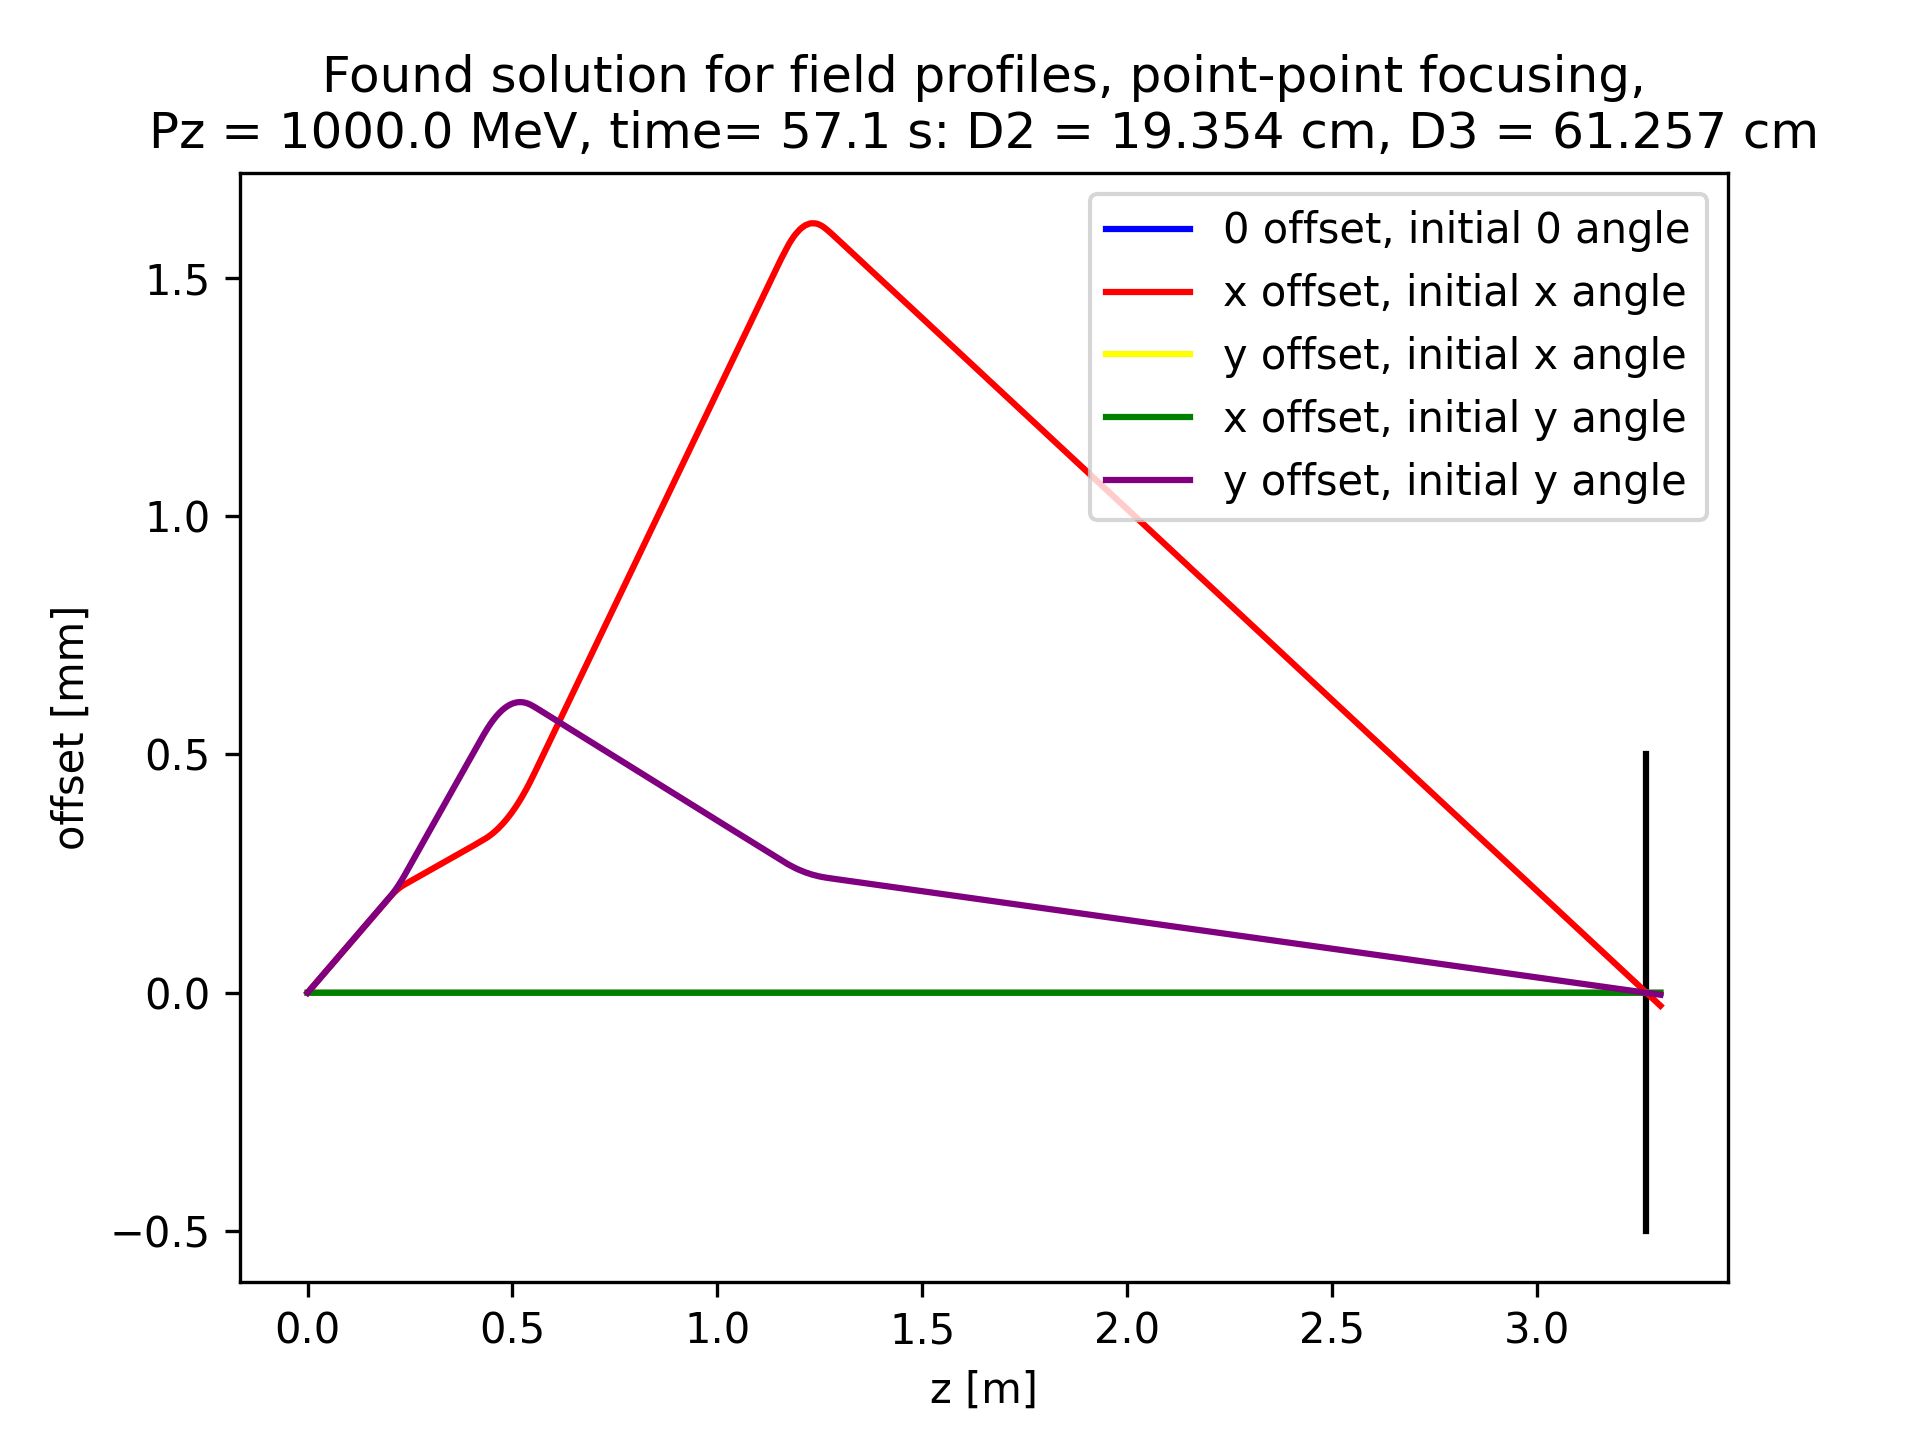 Found solution for field profiles, point-point focusing,
Pz = 1000.0 MeV, time= 57.1 s: D2 = 19.354 cm, D3 = 61.257 cm
0 offset, initial 0 angle
x offset, initial x angle
y offset, initial x angle
x offset, initial y angle
y offset, initial y angle
offset [mm]
1.5
1.0
0.5
0.0
−0.5
0.0 0.5 1.0 1.5 2.0 2.5 3.0
z [m]